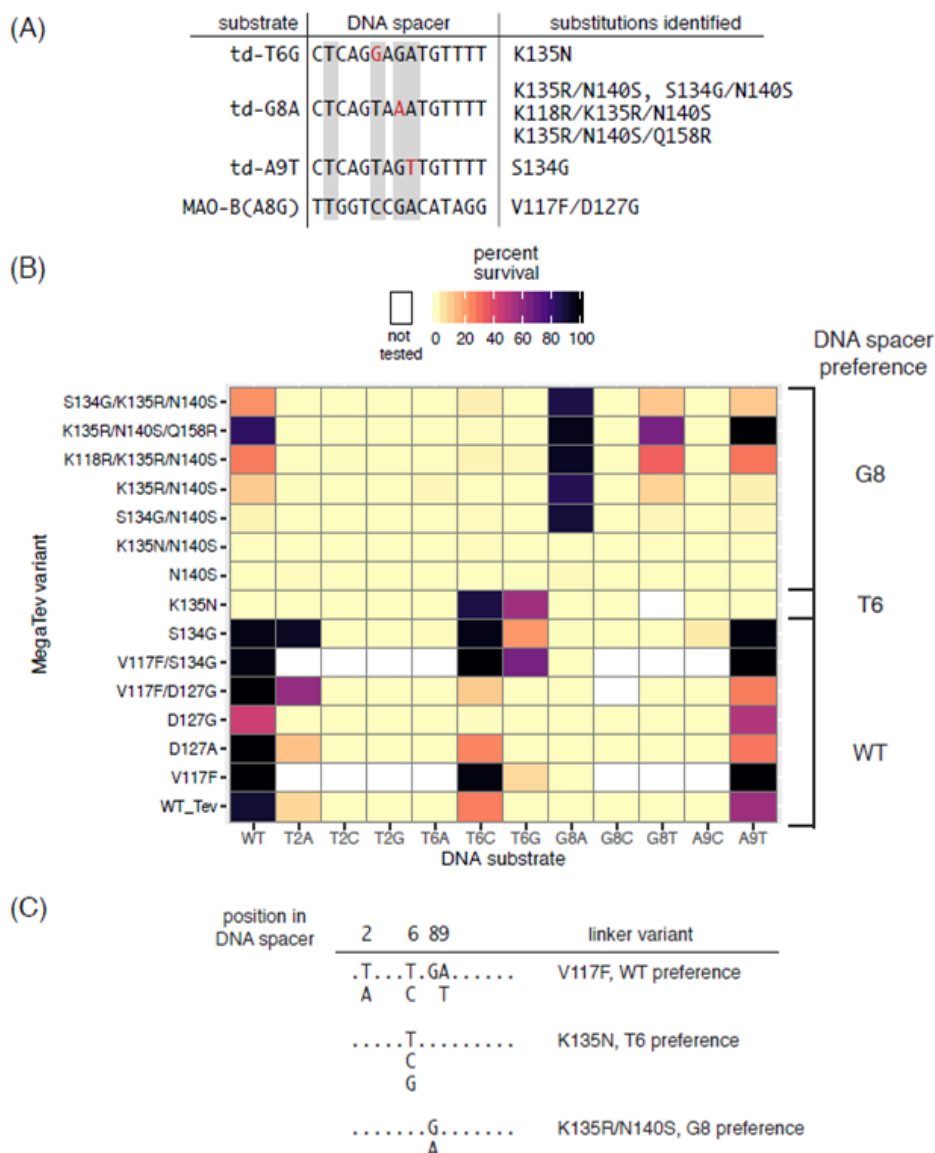 (A)
substrate DNA spacer substitutions identified
td-T6G CTCAGGAGATGTTTT K135N
td-G8A CTCAGTAAATGTTTT K135R/N140S, S134G/N140S
K118R/K135R/N140S
K135R/N140S/Q158R
td-A9T CTCAGTAGTTGTTTT S134G
MAO-B(A8G) TTGGTCCGACATAGG V117F/D127G
(B)
percent
survival
not
tested
0 20 40 60 80 100
DNA spacer
preference
MegaTev variant
S134G/K135R/N140S
K135R/N140S/Q158R
K118R/K135R/N140S
K135R/N140S
S134G/N140S
K135N/N140S
N140S
K135N
S134G
V117F/S134G
V117F/D127G
D127G
D127A
V117F
WT_Tev
G8
T6
WT
WT T2A T2C T2G T6A T6C T6G G8A G8C G8T A9C A9T
DNA substrate
(C)
position in
DNA spacer
2 6 89 linker variant
.T...T.GA...... V117F, WT preference
A C T
.....T......... K135N, T6 preference
C
G
.......G....... K135R/N140S, G8 preference
A